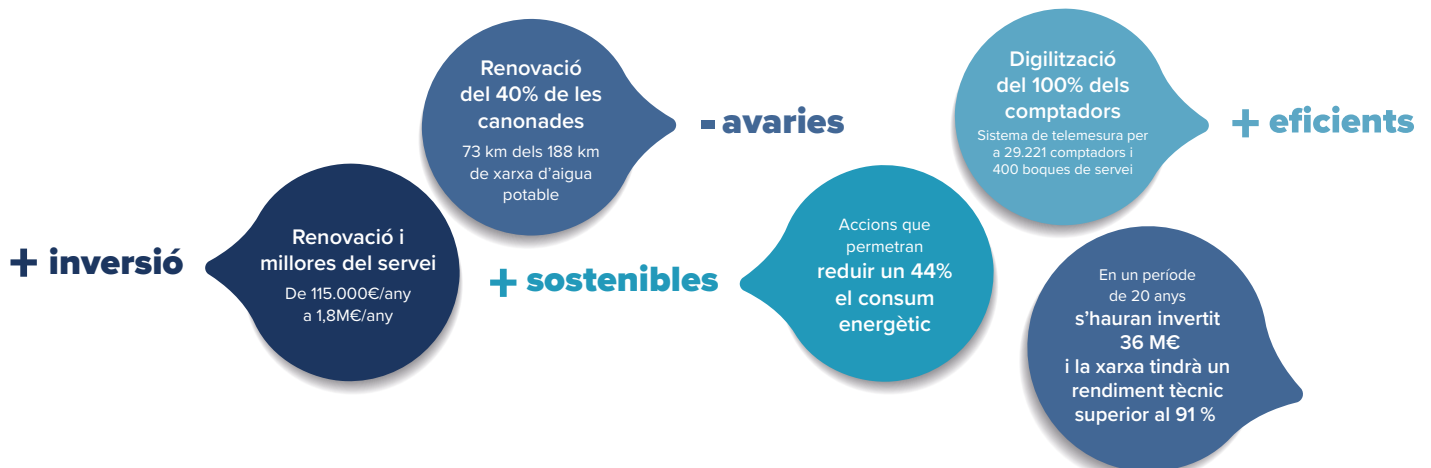 + inversió
Renovació i
millores del servei
De 115.000€/any
a 1,8M€/any
Renovació
del 40% de les
canonades
73 km dels 188 km
de xarxa d'aigua
potable
- avaries
+ sostenibles
Accions que
permetran
reduir un 44%
el consum
energètic
Digilització
del 100% dels
comptadors
Sistema de telemesura per
a 29.221 comptadors i
400 boques de servei
+ eficients
En un període
de 20 anys
s'hauran invertit
36 M€
i la xarxa tindrà un
rendiment tècnic
superior al 91 %